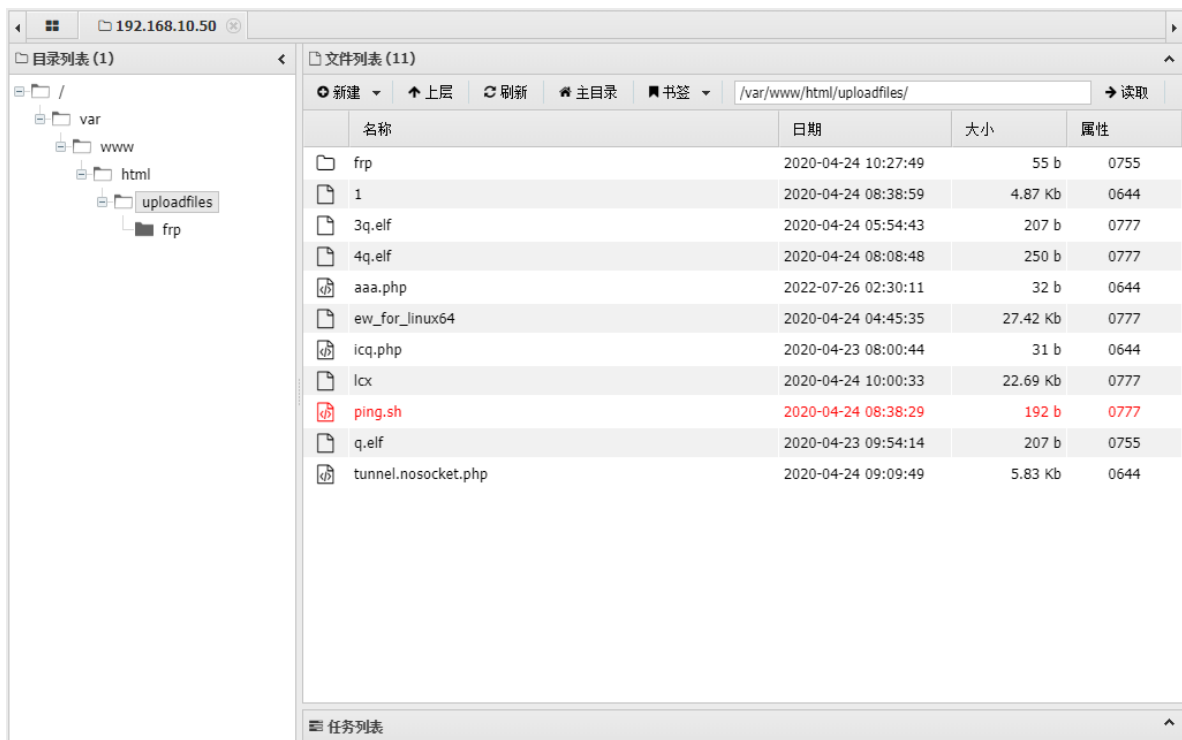 192.168.10.50
目录列表 (1)
文件列表 (11)
新建 上层 刷新 主目录 书签 /var/www/html/uploadfiles/ 读取
/
var
www
html
uploadfiles
frp
名称 日期 大小 属性
frp 2020-04-24 10:27:49 55 b 0755
1 2020-04-24 08:38:59 4.87 Kb 0644
3q.elf 2020-04-24 05:54:43 207 b 0777
4q.elf 2020-04-24 08:08:48 250 b 0777
aaa.php 2022-07-26 02:30:11 32 b 0644
ew_for_linux64 2020-04-24 04:45:35 27.42 Kb 0777
icq.php 2020-04-23 08:00:44 31 b 0644
lcx 2020-04-24 10:00:33 22.69 Kb 0777
ping.sh 2020-04-24 08:38:29 192 b 0777
q.elf 2020-04-23 09:54:14 207 b 0755
tunnel.nosocket.php 2020-04-24 09:09:49 5.83 Kb 0644
任务列表